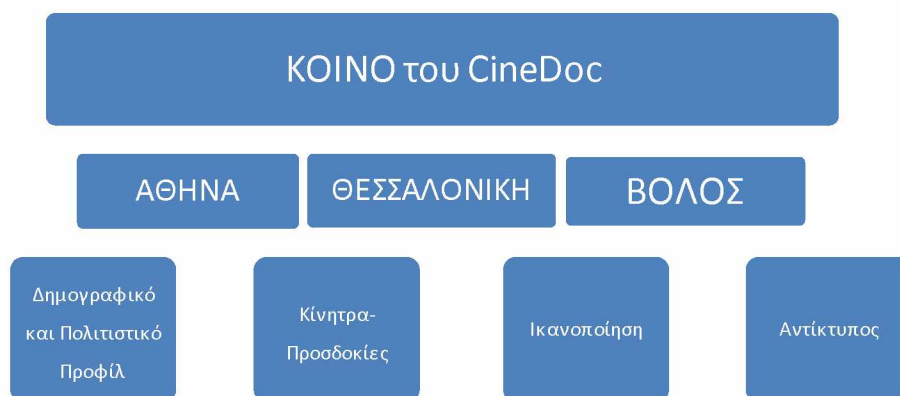 ΚΟΙΝΟ του CineDoc
ΑΘΗΝΑ
ΘΕΣΣΑΛΟΝΙΚΗ
ΒΟΛΟΣ
Δημογραφικό
και Πολιτιστικό
Προφίλ
Κίνητρα-
Προσδοκίες
Ικανοποίηση
Αντίκτυπος